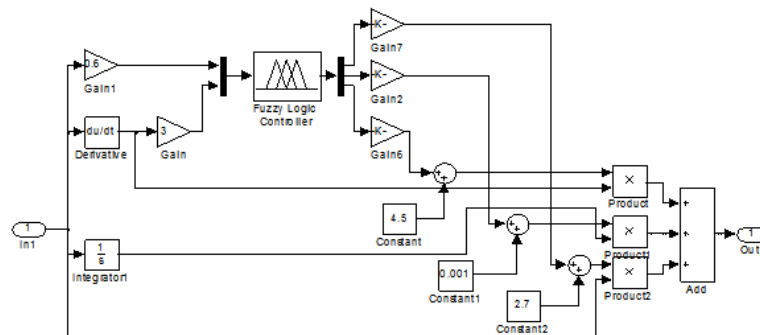 0.6
Gain1
du/dt
Derivative
3
Gain
Fuzzy Logic
Controller
-K-
Gain7
-K-
Gain2
-K-
Gain6
1
In1
1
s
Integrator1
4.5
Constant
0.001
Constant1
2.7
Constant2
+
+
+
+
+
+
×
Product
×
Product1
×
Product2
+
+
+
Add
1
Out